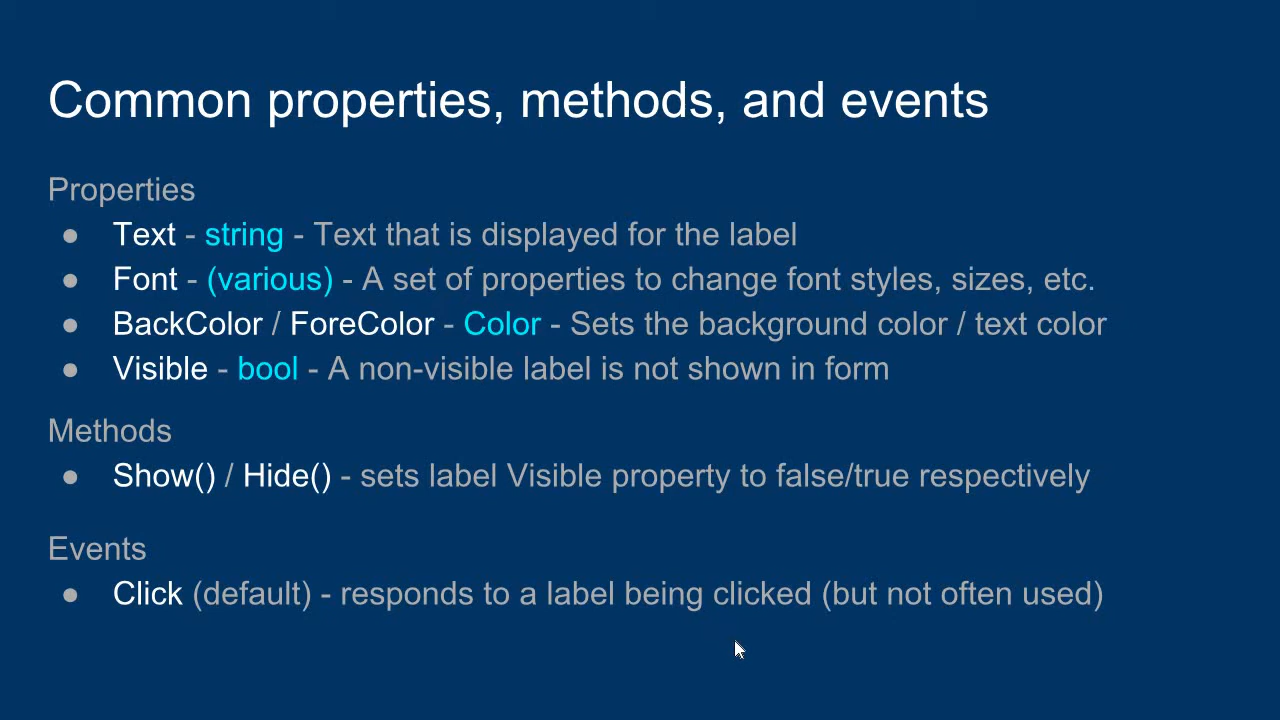 Common properties, methods, and events
Properties
● Text - string - Text that is displayed for the label
● Font - (various) - A set of properties to change font styles, sizes, etc.
● BackColor / ForeColor - Color - Sets the background color / text color
● Visible - bool - A non-visible label is not shown in form
Methods
● Show() / Hide() - sets label Visible property to false/true respectively
Events
● Click (default) - responds to a label being clicked (but not often used)